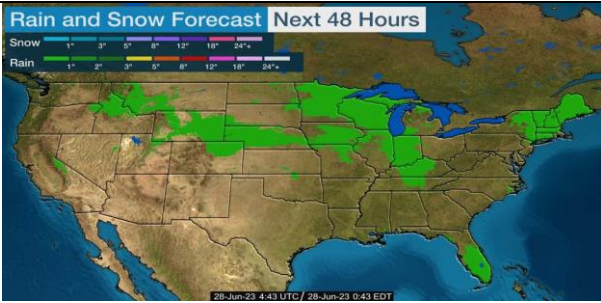 Rain and Snow Forecast Next 48 Hours
Snow 1" 3" 5" 8" 12" 18" 24"+
Rain 1" 2" 3" 5" 8" 12" 18" 24"+
28-Jun-23 4:43 UTC / 28-Jun-23 0:43 EDT